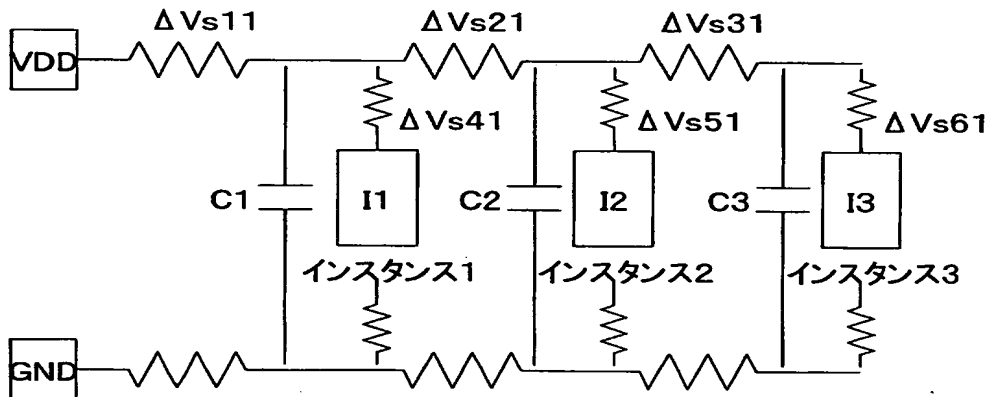 ΔVs11 ΔVs21 ΔVs31
VDD
ΔVs41 ΔVs51 ΔVs61
C1 I1 C2 I2 C3 I3
インスタンス1 インスタンス2 インスタンス3
GND